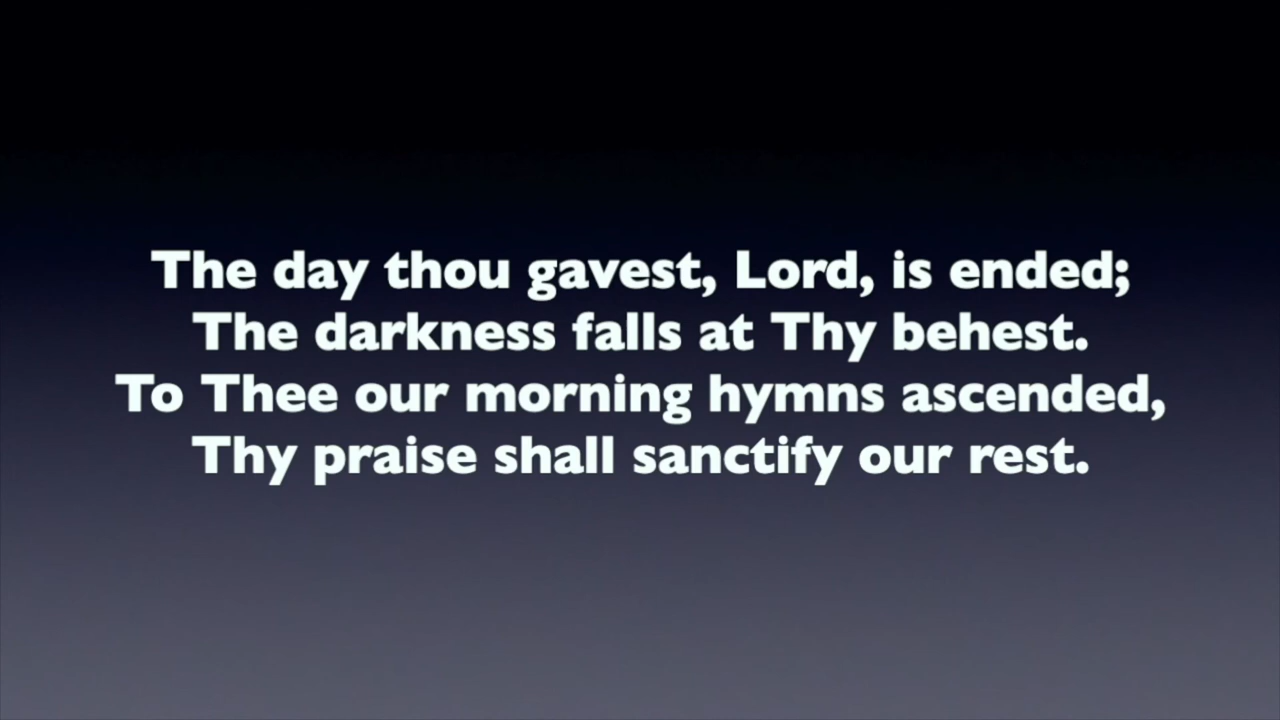 The day thou gavest, Lord, is ended;
The darkness falls at Thy behest.
To Thee our morning hymns ascended,
Thy praise shall sanctify our rest.